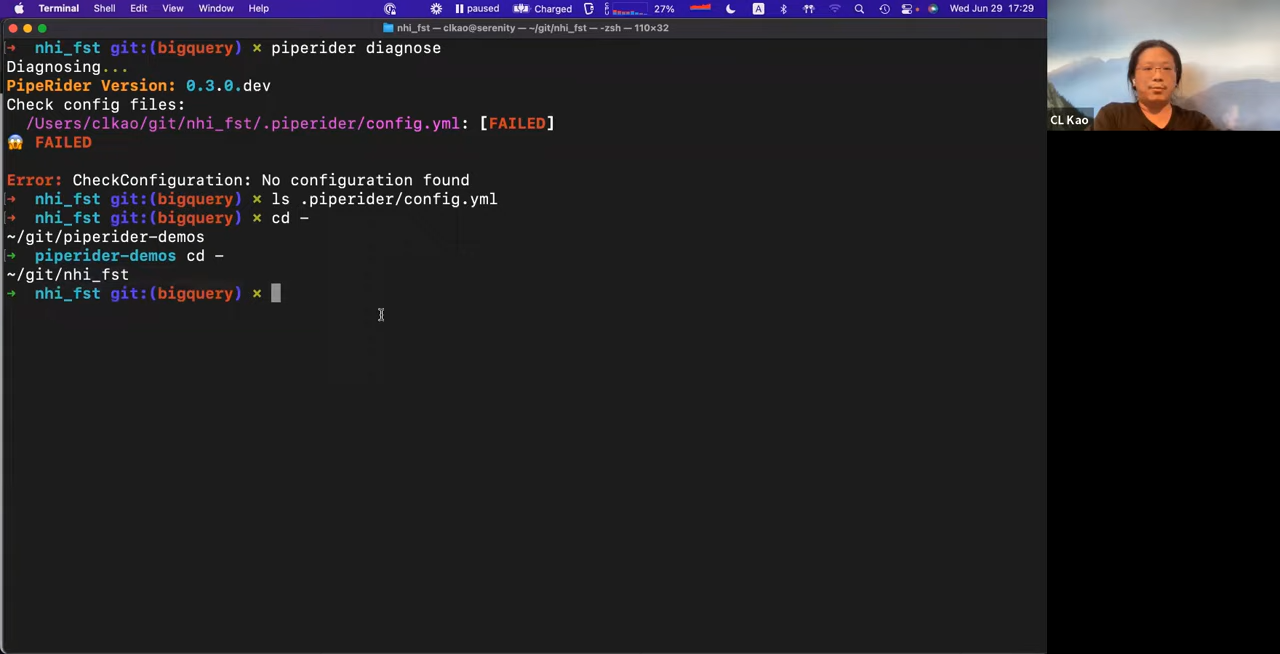 Terminal Shell Edit View Window Help paused Charged 27% A Wed Jun 29 17:29
nhi_fst — clkao@serenity — ~/git/nhi_fst — -zsh — 110×32
[→ nhi_fst git:(bigquery) × piperider diagnose
Diagnosing...
PipeRider Version: 0.3.0.dev
Check config files:
/Users/clkao/git/nhi_fst/.piperider/config.yml: [FAILED]
😱 FAILED
Error: CheckConfiguration: No configuration found
[→ nhi_fst git:(bigquery) × ls .piperider/config.yml
[→ nhi_fst git:(bigquery) × cd -
~/git/piperider-demos
[→ piperider-demos cd -
~/git/nhi_fst
→ nhi_fst git:(bigquery) ×
CL Kao